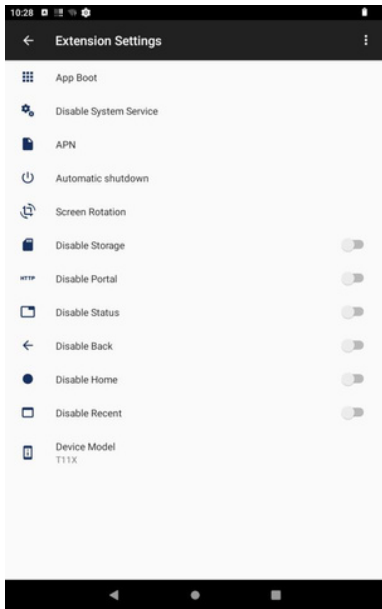 10:28
Extension Settings
App Boot
Disable System Service
APN
Automatic shutdown
Screen Rotation
Disable Storage
HTTP Disable Portal
Disable Status
Disable Back
Disable Home
Disable Recent
Device Model
T11X